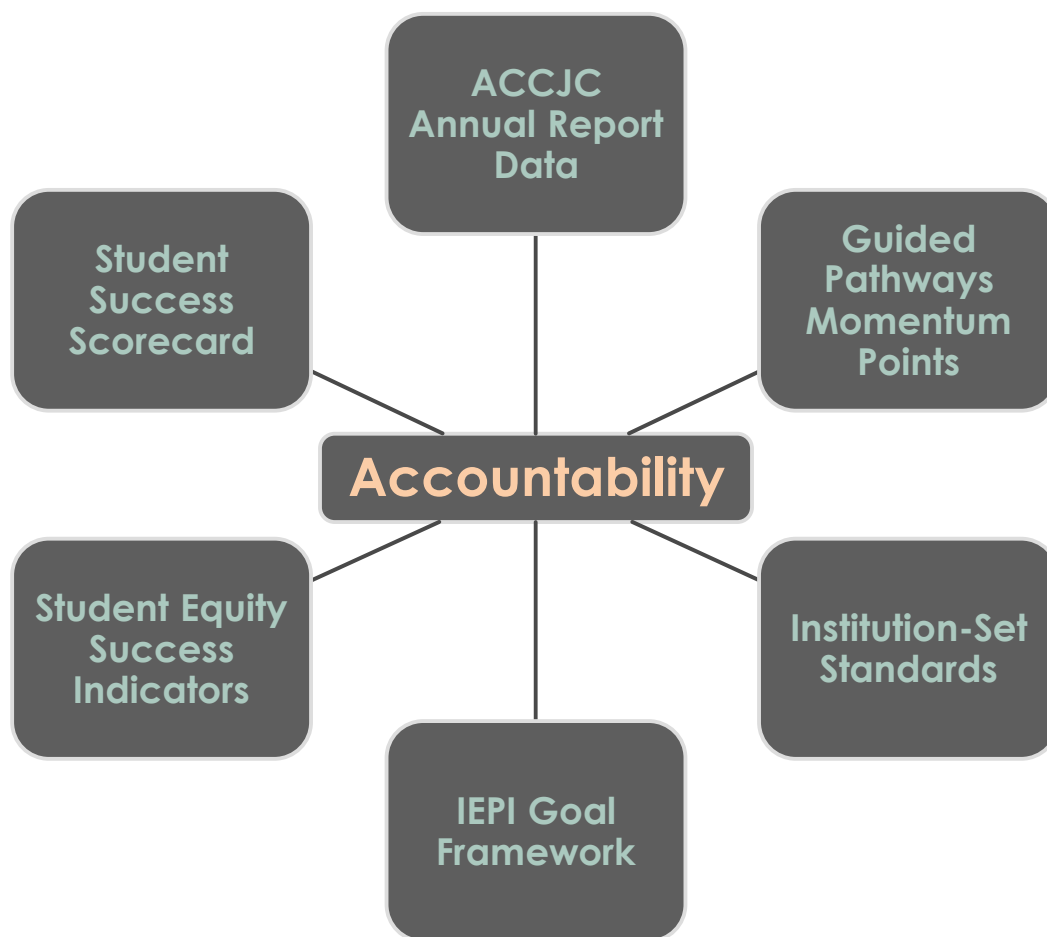 ACCJC
Annual Report
Data
Guided
Pathways
Momentum
Points
Student
Success
Scorecard
Accountability
Student Equity
Success
Indicators
Institution-Set
Standards
IEPI Goal
Framework